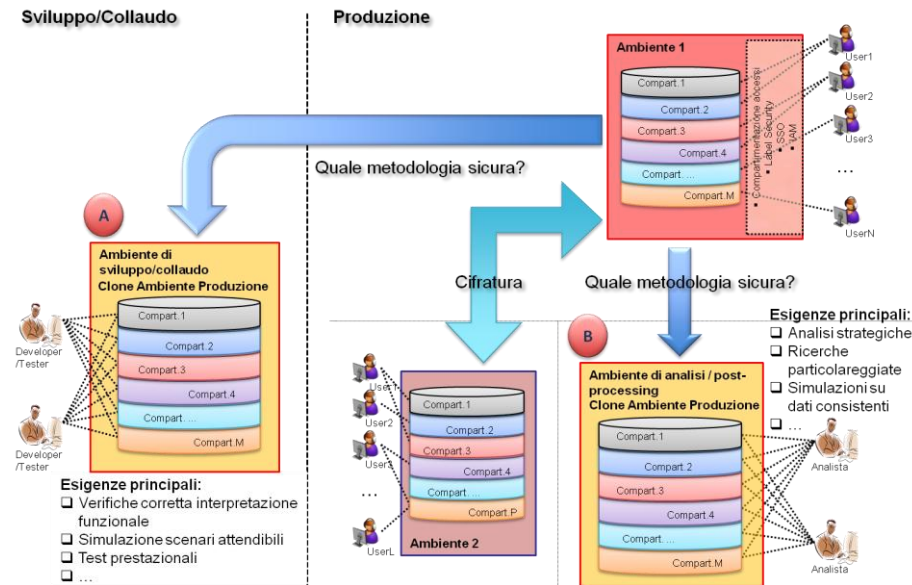 Sviluppo/Collaudo
Produzione
Ambiente 1
Compart.1
Compart.2
Compart.3
Compart.4
Compart. ...
Compart.M
▪ Compartimentazione accessi
▪ Label Security
▪ SSO
▪ IAM
User1
User2
User3
...
UserN
Quale metodologia sicura?
A
Ambiente di
sviluppo/collaudo
Clone Ambiente Produzione
Compart.1
Compart.2
Compart.3
Compart.4
Compart. ...
Compart.M
Developer
/Tester
Developer
/Tester
Esigenze principali:
❑ Verifiche corretta interpretazione
funzionale
❑ Simulazione scenari attendibili
❑ Test prestazionali
❑ ...
Cifratura
User1
User2
User3
...
UserL
Compart.1
Compart.2
Compart.3
Compart.4
Compart. ...
Compart.P
Ambiente 2
Quale metodologia sicura?
B
Ambiente di analisi / post-
processing
Clone Ambiente Produzione
Compart.1
Compart.2
Compart.3
Compart.4
Compart. ...
Compart.M
Esigenze principali:
❑ Analisi strategiche
❑ Ricerche
particolareggiate
❑ Simulazioni su
dati consistenti
❑ ...
Analista
Analista